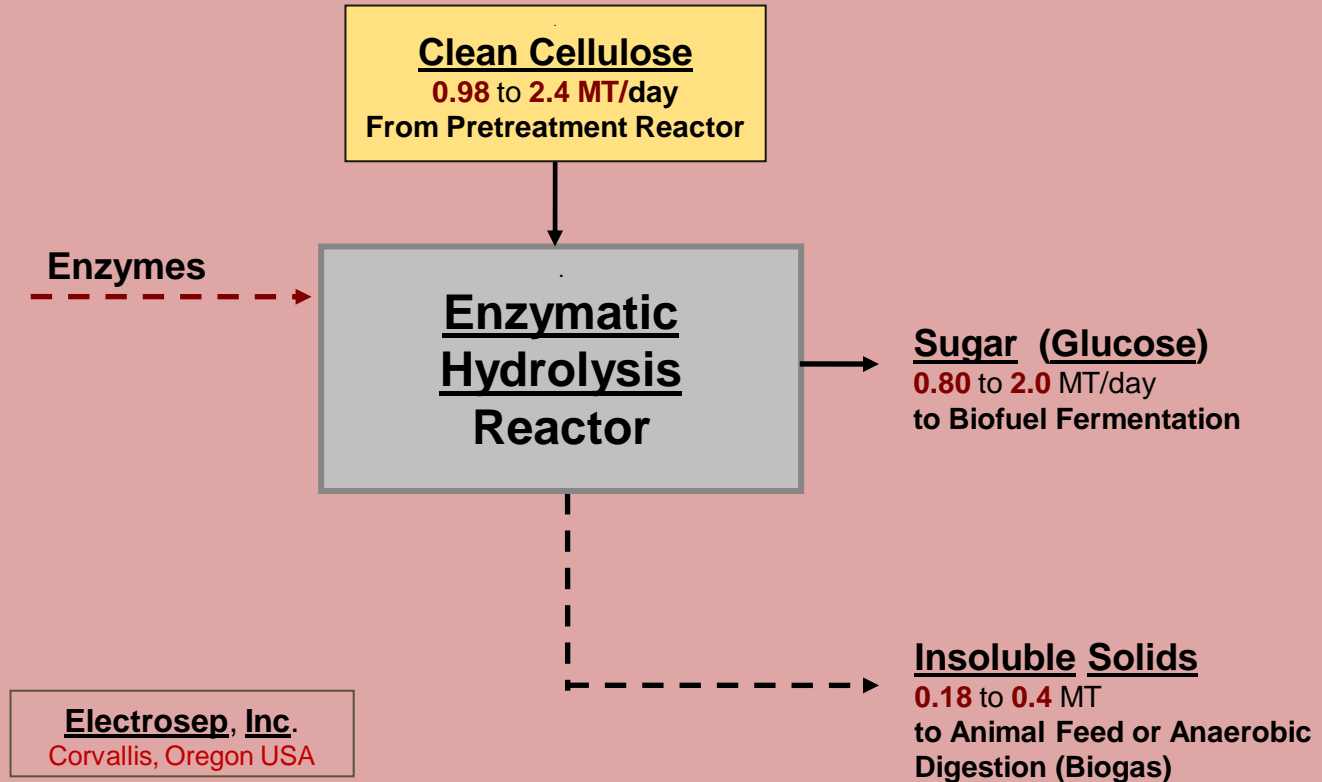 Clean Cellulose
0.98 to 2.4 MT/day
From Pretreatment Reactor
Enzymes
Enzymatic
Hydrolysis
Reactor
Sugar (Glucose)
0.80 to 2.0 MT/day
to Biofuel Fermentation
Insoluble Solids
0.18 to 0.4 MT
to Animal Feed or Anaerobic
Digestion (Biogas)
Electrosep, Inc.
Corvallis, Oregon USA